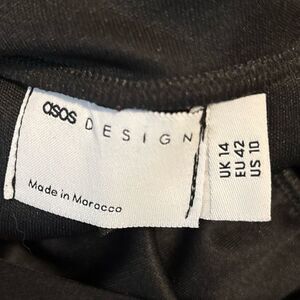 asos DESIGN
Made in Morocco
UK 14
EU 42
US 10